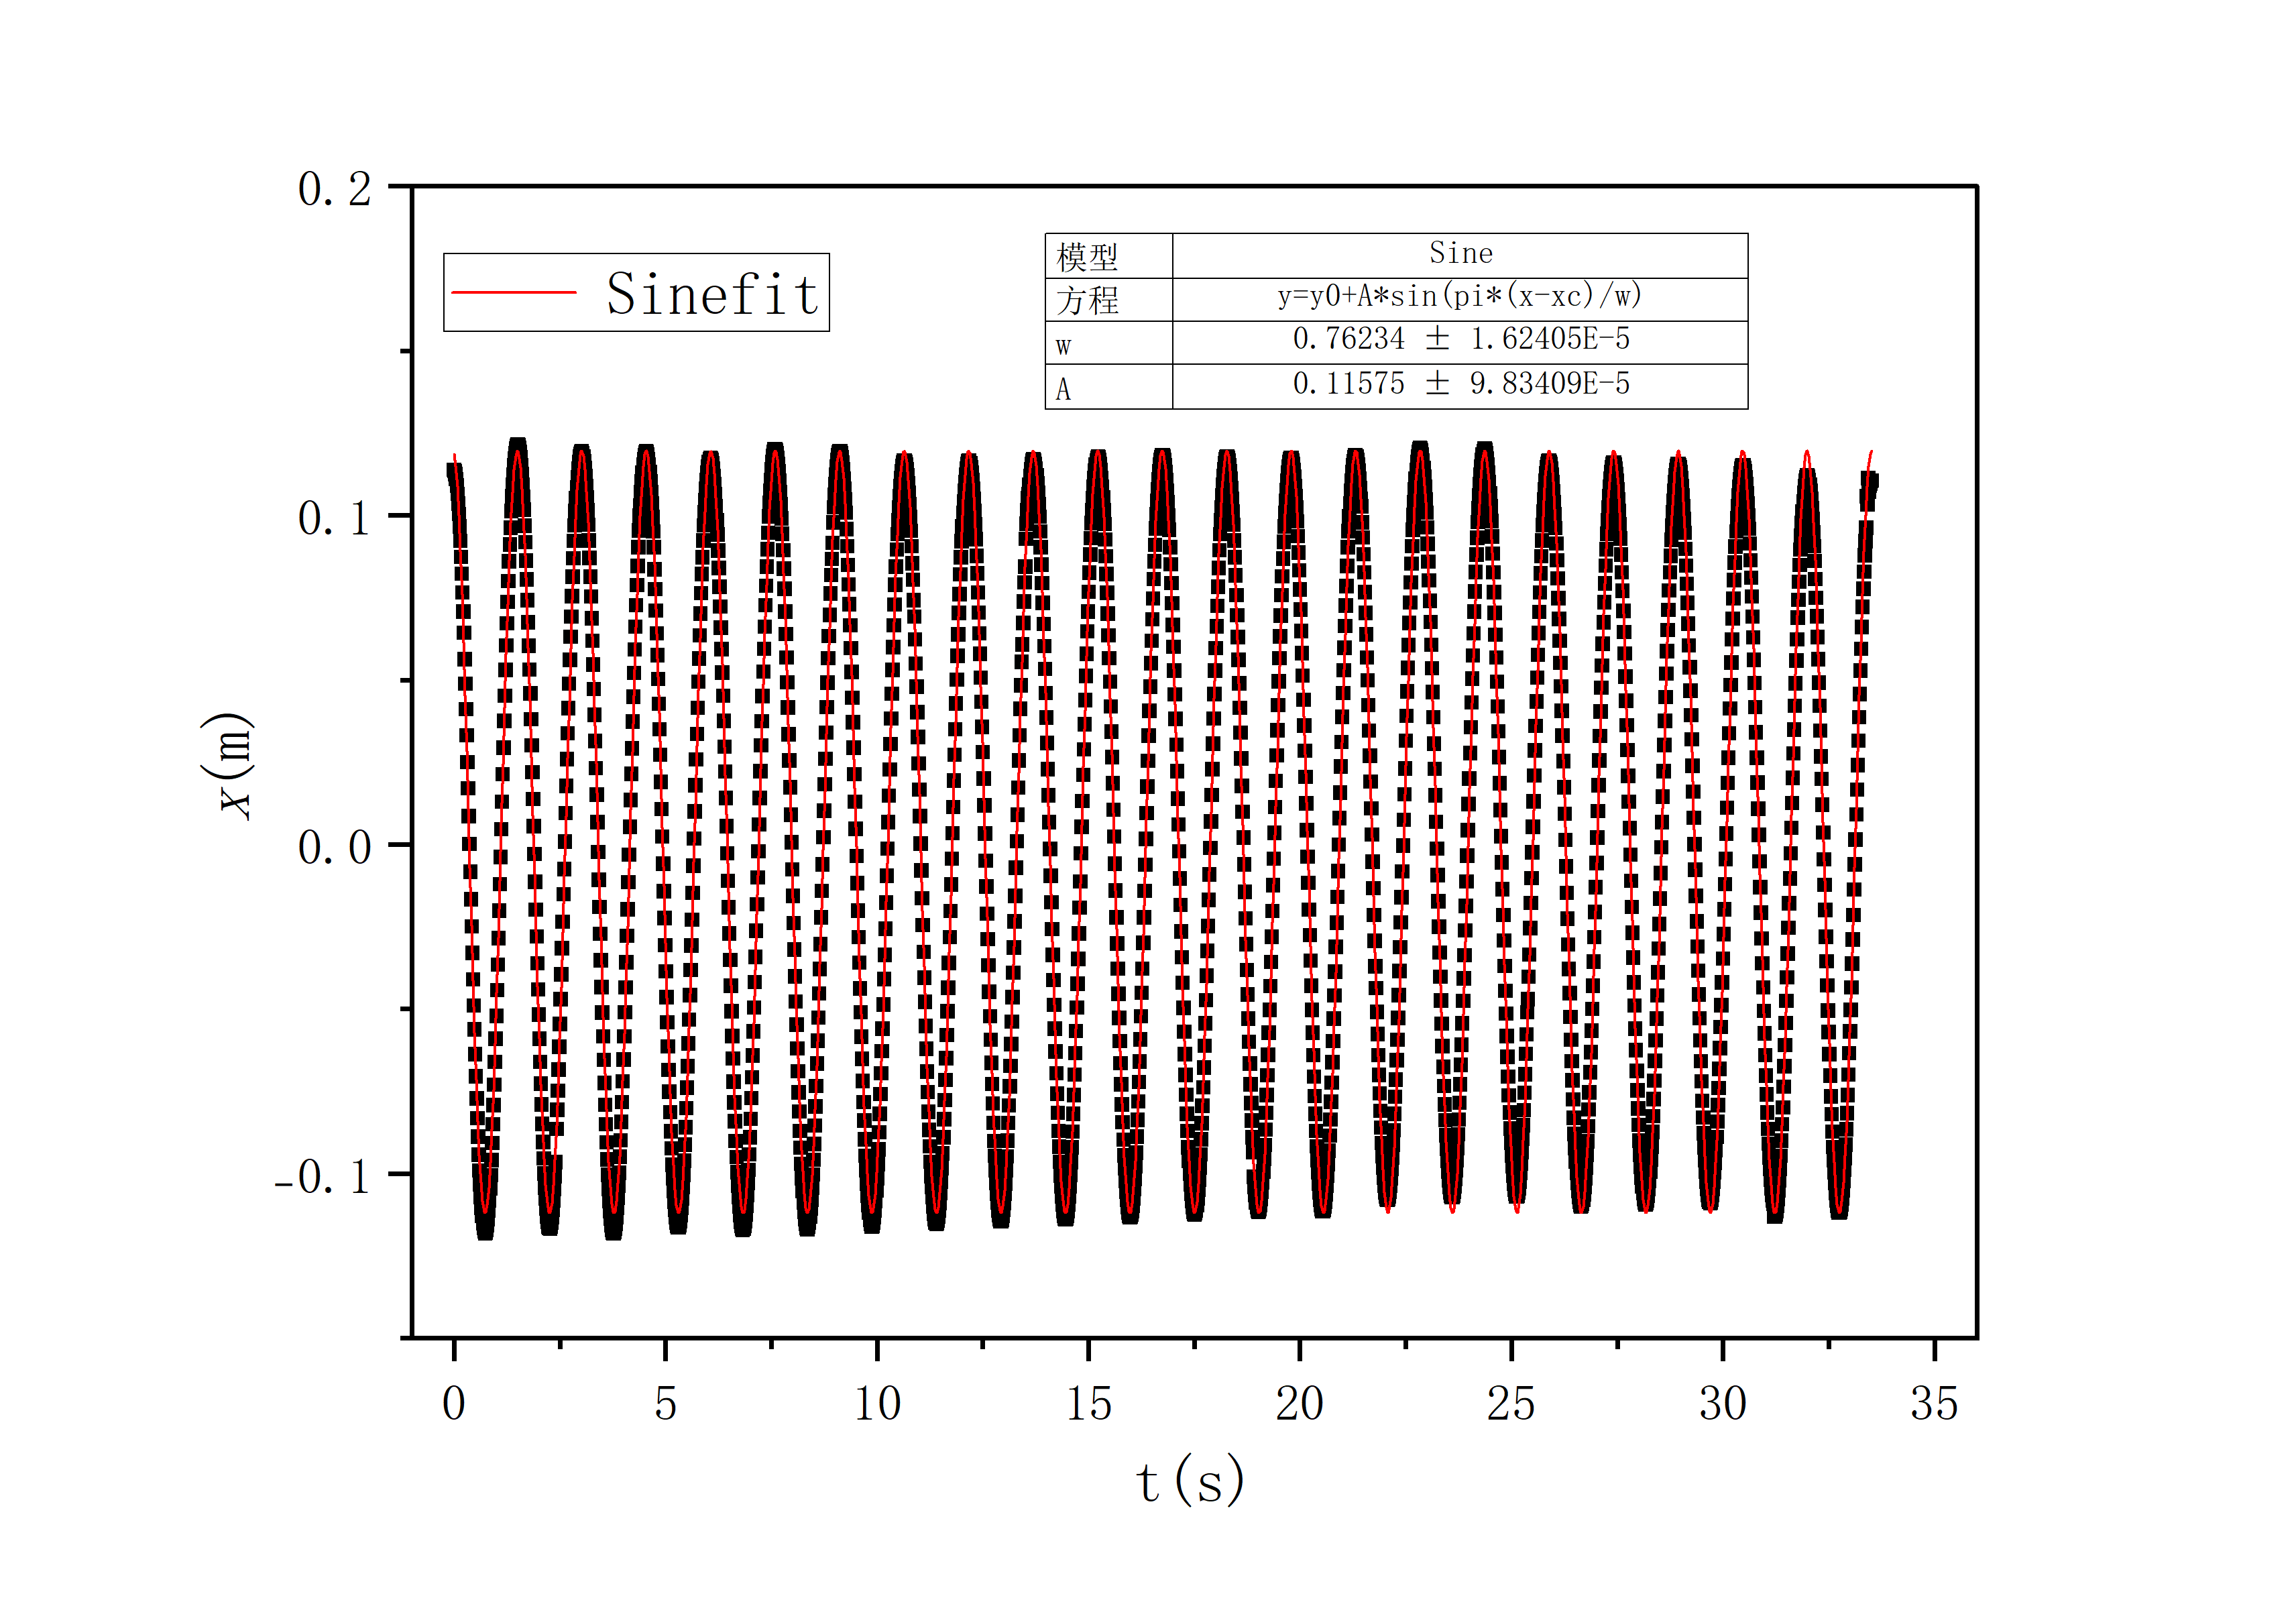 0.2
0.1
0.0
-0.1
x(m)
Sinefit
模型 Sine
方程 y=y0+A*sin(pi*(x-xc)/w)
w 0.76234 ± 1.62405E-5
A 0.11575 ± 9.83409E-5
0 5 10 15 20 25 30 35
t(s)